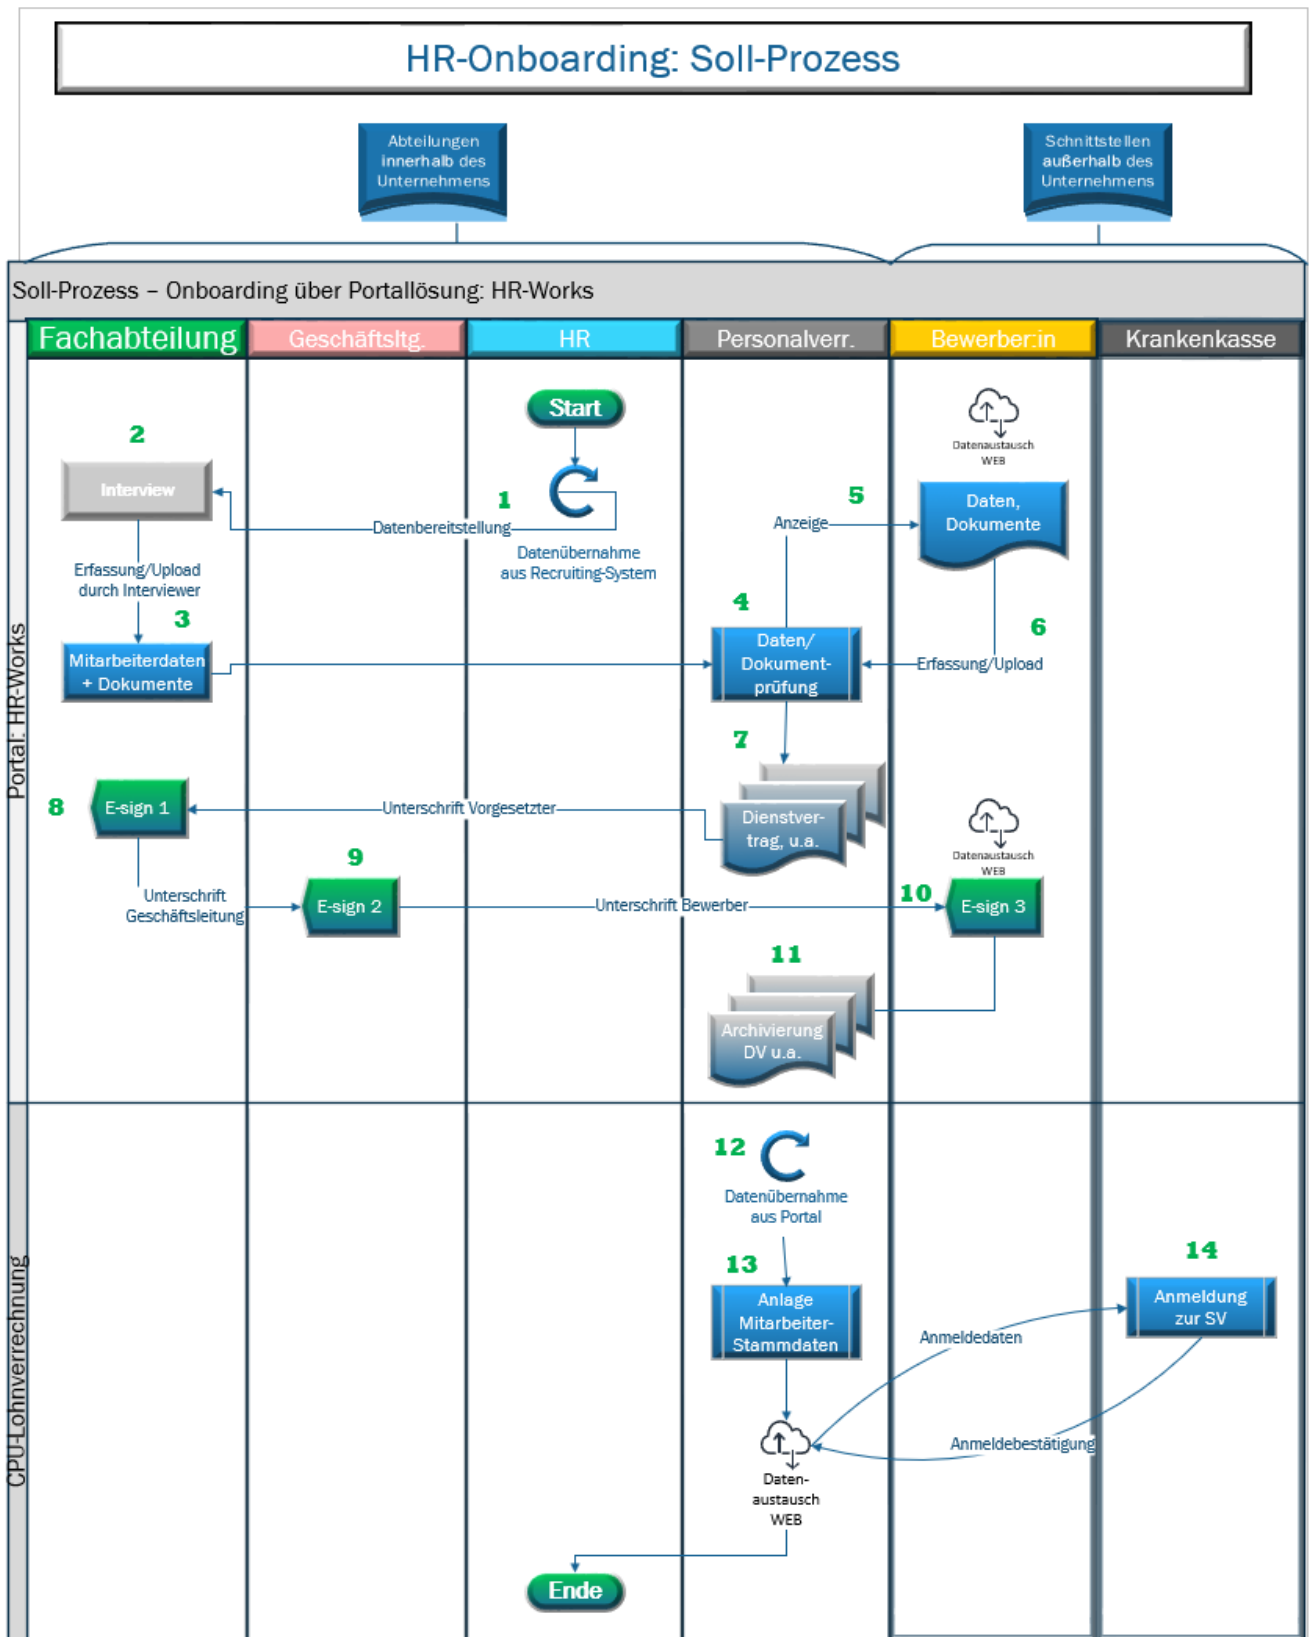 HR-Onboarding: Soll-Prozess
Abteilungen
innerhalb des
Unternehmens
Schnittstellen
außerhalb des
Unternehmens
Soll-Prozess – Onboarding über Portallösung: HR-Works
Fachabteilung
Geschäftsltg.
HR
Personalverr.
Bewerber:in
Krankenkasse
Portal: HR-Works
Start
1
Datenübernahme
aus Recruiting-System
Datenbereitstellung
2
Interview
Erfassung/Upload
durch Interviewer
3
Mitarbeiterdaten
+ Dokumente
4
Daten/
Dokument-
prüfung
Anzeige
5
Datenaustausch
WEB
Daten,
Dokumente
6
Erfassung/Upload
7
Dienstver-
trag, u.a.
Unterschrift Vorgesetzter
8
E-sign 1
Unterschrift
Geschäftsleitung
9
E-sign 2
Unterschrift Bewerber
Datenaustausch
WEB
10
E-sign 3
11
Archivierung
DV u.a.
CPU-Lohnverrechnung
12
Datenübernahme
aus Portal
13
Anlage
Mitarbeiter-
Stammdaten
14
Anmeldung
zur SV
Anmeldedaten
Anmeldebestätigung
Daten-
austausch
WEB
Ende